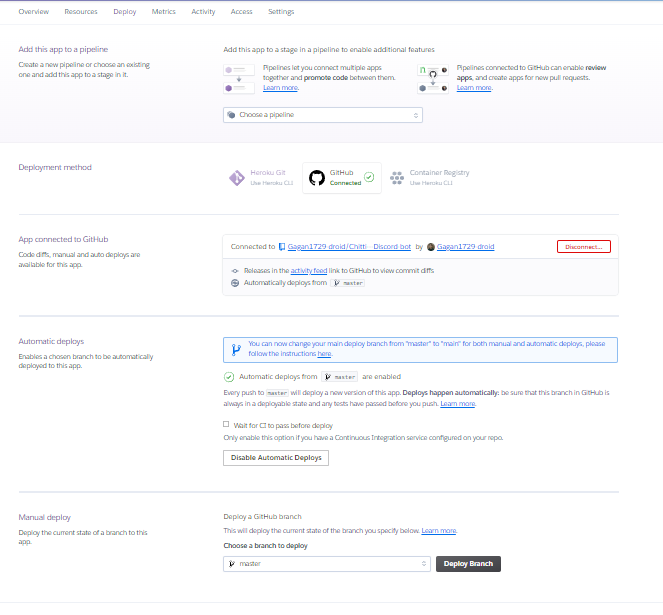 Overview Resources Deploy Metrics Activity Access Settings
Add this app to a pipeline
Create a new pipeline or choose an existing
one and add this app to a stage in it.
Add this app to a stage in a pipeline to enable additional features
Pipelines let you connect multiple apps
together and promote code between them.
Learn more.
Pipelines connected to GitHub can enable review
apps, and create apps for new pull requests.
Learn more.
Choose a pipeline
Deployment method
Heroku Git
Use Heroku CLI
GitHub
Connected
Container Registry
Use Heroku CLI
App connected to GitHub
Code diffs, manual and auto deploys are
available for this app.
Connected to Gagan1729-droid/Chitti--Discord-bot by Gagan1729-droid
Disconnect...
Releases in the activity feed link to GitHub to view commit diffs
Automatically deploys from master
Automatic deploys
Enables a chosen branch to be automatically
deployed to this app.
You can now change your main deploy branch from "master" to "main" for both manual and automatic deploys, please
follow the instructions here.
Automatic deploys from master are enabled
Every push to master will deploy a new version of this app. Deploys happen automatically: be sure that this branch in GitHub is
always in a deployable state and any tests have passed before you push. Learn more.
Wait for CI to pass before deploy
Only enable this option if you have a Continuous Integration service configured on your repo.
Disable Automatic Deploys
Manual deploy
Deploy the current state of a branch to this
app.
Deploy a GitHub branch
This will deploy the current state of the branch you specify below. Learn more.
Choose a branch to deploy
master
Deploy Branch